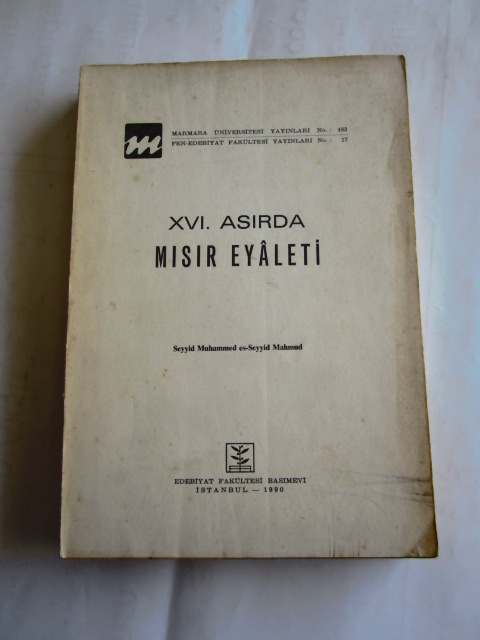 MARMARA ÜNİVERSİTESİ YAYINLARI No. : 483
FEN-EDEBİYAT FAKÜLTESİ YAYINLARI No. : 17
XVI. ASIRDA
MISIR EYÂLETİ
Seyyid Muhammed es-Seyyid Mahmud
EDEBİYAT FAKÜLTESİ BASIMEVİ
İSTANBUL — 1990